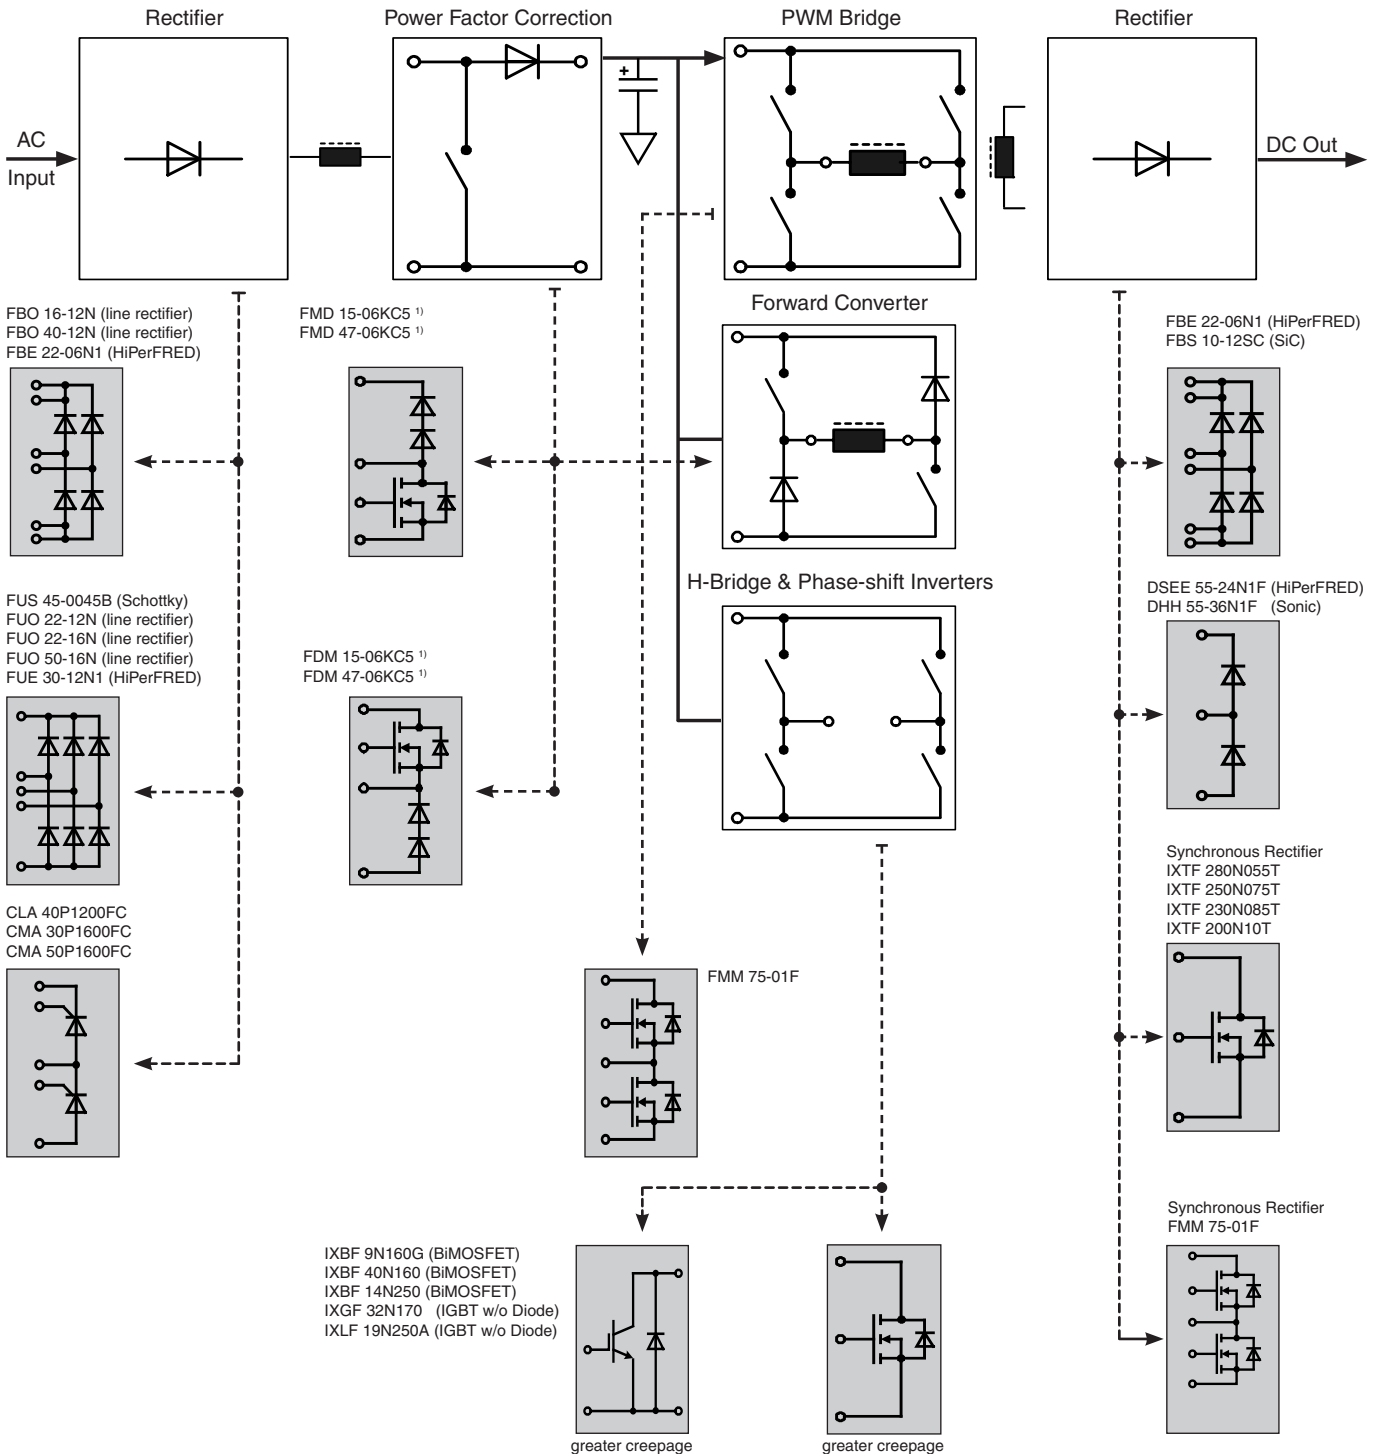 Rectifier
Power Factor Correction
PWM Bridge
Rectifier
AC
Input
+
DC Out
FBO 16-12N (line rectifier)
FBO 40-12N (line rectifier)
FBE 22-06N1 (HiPerFRED)
FMD 15-06KC5 1)
FMD 47-06KC5 1)
Forward Converter
FBE 22-06N1 (HiPerFRED)
FBS 10-12SC (SiC)
H-Bridge & Phase-shift Inverters
DSEE 55-24N1F (HiPerFRED)
DHH 55-36N1F (Sonic)
FUS 45-0045B (Schottky)
FUO 22-12N (line rectifier)
FUO 22-16N (line rectifier)
FUO 50-16N (line rectifier)
FUE 30-12N1 (HiPerFRED)
FDM 15-06KC5 1)
FDM 47-06KC5 1)
Synchronous Rectifier
IXTF 280N055T
IXTF 250N075T
IXTF 230N085T
IXTF 200N10T
CLA 40P1200FC
CMA 30P1600FC
CMA 50P1600FC
FMM 75-01F
Synchronous Rectifier
FMM 75-01F
IXBF 9N160G (BiMOSFET)
IXBF 40N160 (BiMOSFET)
IXBF 14N250 (BiMOSFET)
IXGF 32N170 (IGBT w/o Diode)
IXLF 19N250A (IGBT w/o Diode)
greater creepage
greater creepage